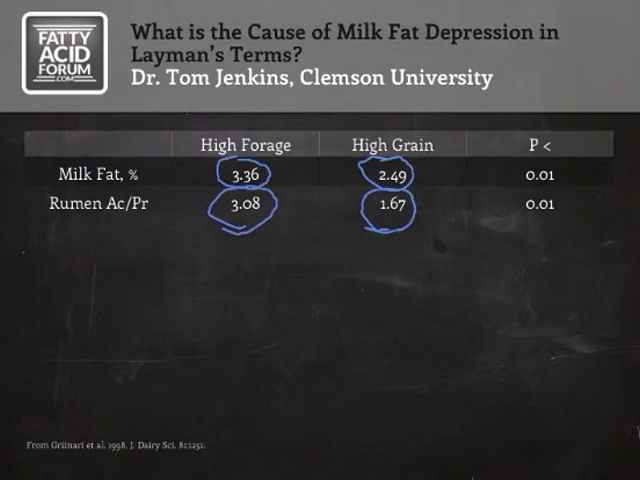 FATTY
ACID
FORUM
.COM
What is the Cause of Milk Fat Depression in
Layman's Terms?
Dr. Tom Jenkins, Clemson University
High Forage High Grain P <
Milk Fat, % 3.36 2.49 0.01
Rumen Ac/Pr 3.08 1.67 0.01
From Griinari et al. 1998. J. Dairy Sci. 81:1251.